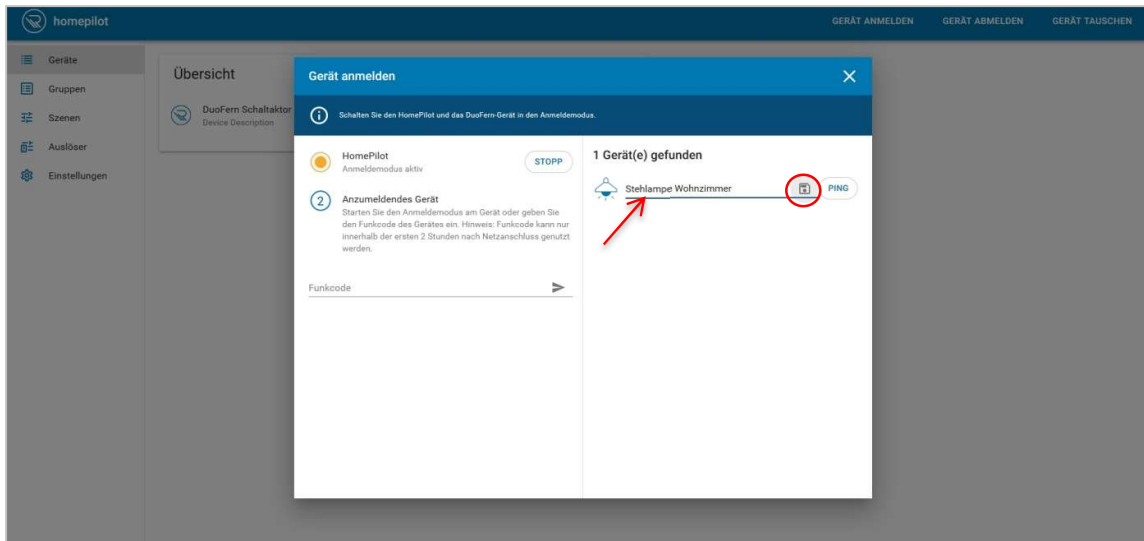 homepilot
GERÄT ANMELDEN
GERÄT ABMELDEN
GERÄT TAUSCHEN
Geräte
Gruppen
Szenen
Auslöser
Einstellungen
Übersicht
DuoFern Schaltaktor
Device Description
Gerät anmelden
Schalten Sie den HomePilot und das DuoFern-Gerät in den Anmeldemodus.
HomePilot
Anmeldemodus aktiv
STOPP
2
Anzumeldendes Gerät
Starten Sie den Anmeldemodus am Gerät oder geben Sie
den Funkcode des Gerätes ein. Hinweis: Funkcode kann nur
innerhalb der ersten 2 Stunden nach Netzanschluss genutzt
werden.
Funkcode
1 Gerät(e) gefunden
Stehlampe Wohnzimmer
PING